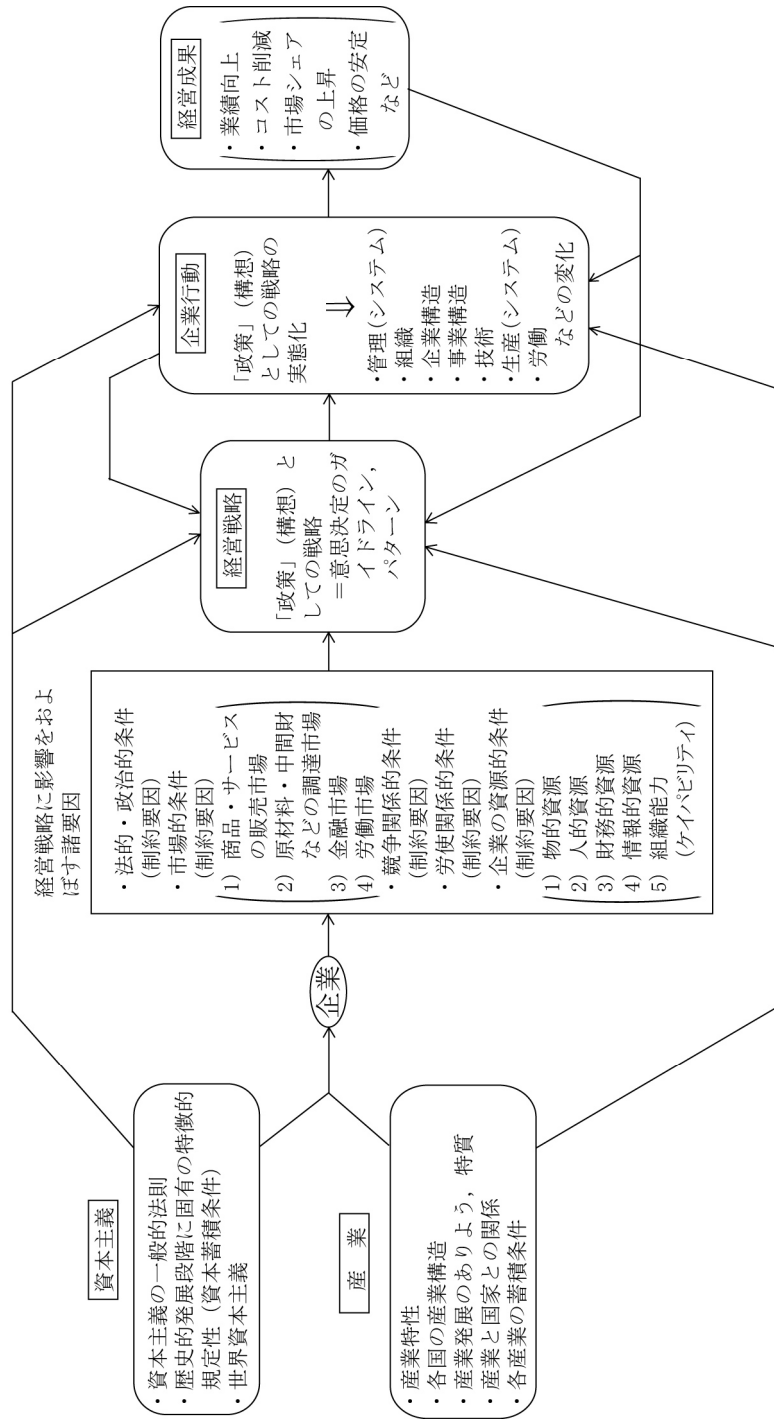 資本主義
・資本主義の一般的法則
・歴史的発展段階に固有の特徴的
規定性（資本蓄積条件）
・世界資本主義
産　業
・産業特性
・各国の産業構造
・産業発展のありよう，特質
・産業と国家との関係
・各産業の蓄積条件
企業
経営戦略に影響をおよ
ぼす諸要因
・法的・政治的条件
(制約要因)
・市場的条件
(制約要因)
1) 商品・サービス
の販売市場
2) 原材料・中間財
などの調達市場
3) 金融市場
4) 労働市場
・競争関係的条件
(制約要因)
・労使関係的条件
(制約要因)
・企業の資源的条件
(制約要因)
1) 物的資源
2) 人的資源
3) 財務的資源
4) 情報的資源
5) 組織能力
(ケイパビリティ)
経営戦略
「政策」(構想) と
しての戦略
＝意思決定のガ
イドライン，
パターン
企業行動
「政策」(構想)
としての戦略の
実態化
⇓
・管理(システム)
・組織
・企業構造
・事業構造
・技術
・生産(システム)
・労働
などの変化
経営成果
・業績向上
・コスト削減
・市場シェア
の上昇
・価格の安定
など